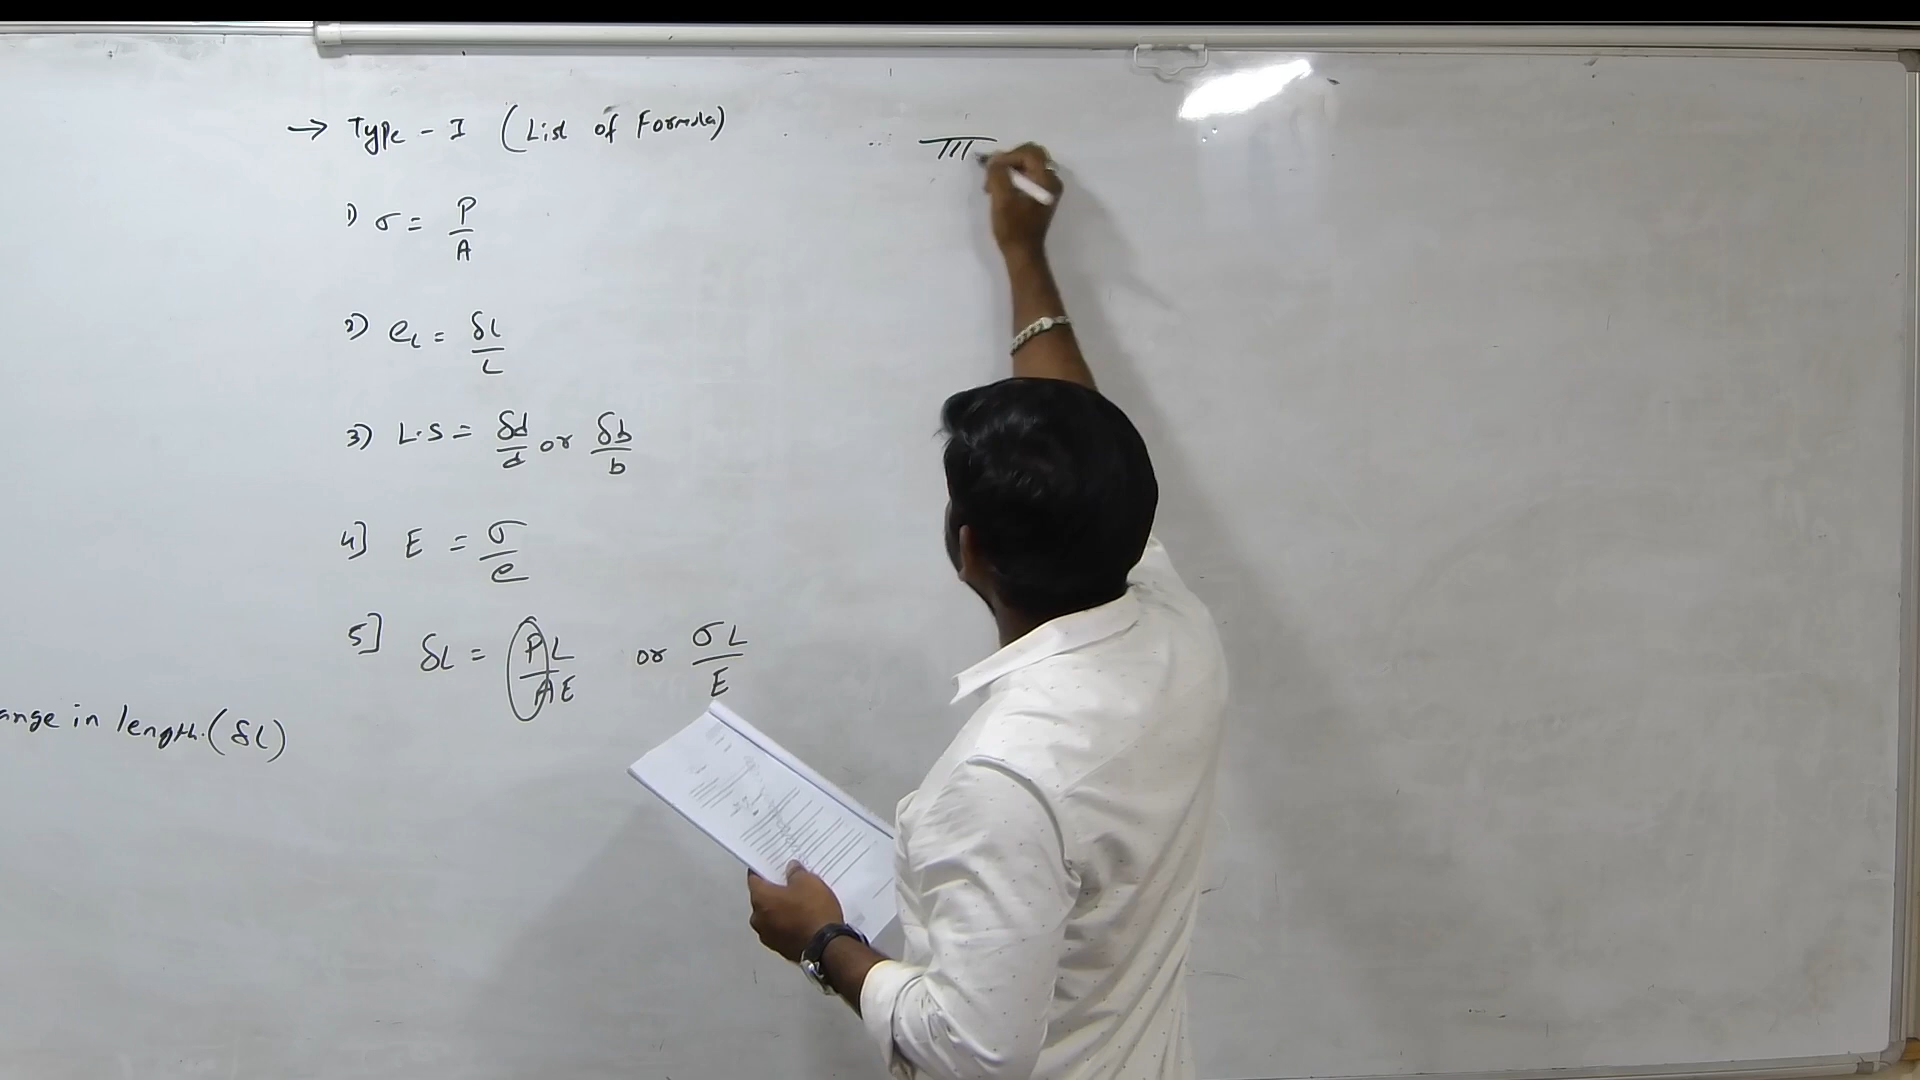 → Type - I (List of Formula)
1) σ = P/A
2) e_L = δL/L
3) L.S = δd/d or δb/b
4] E = σ/e
5] δL = PL/AE or σL/E
ange in length. (δL)